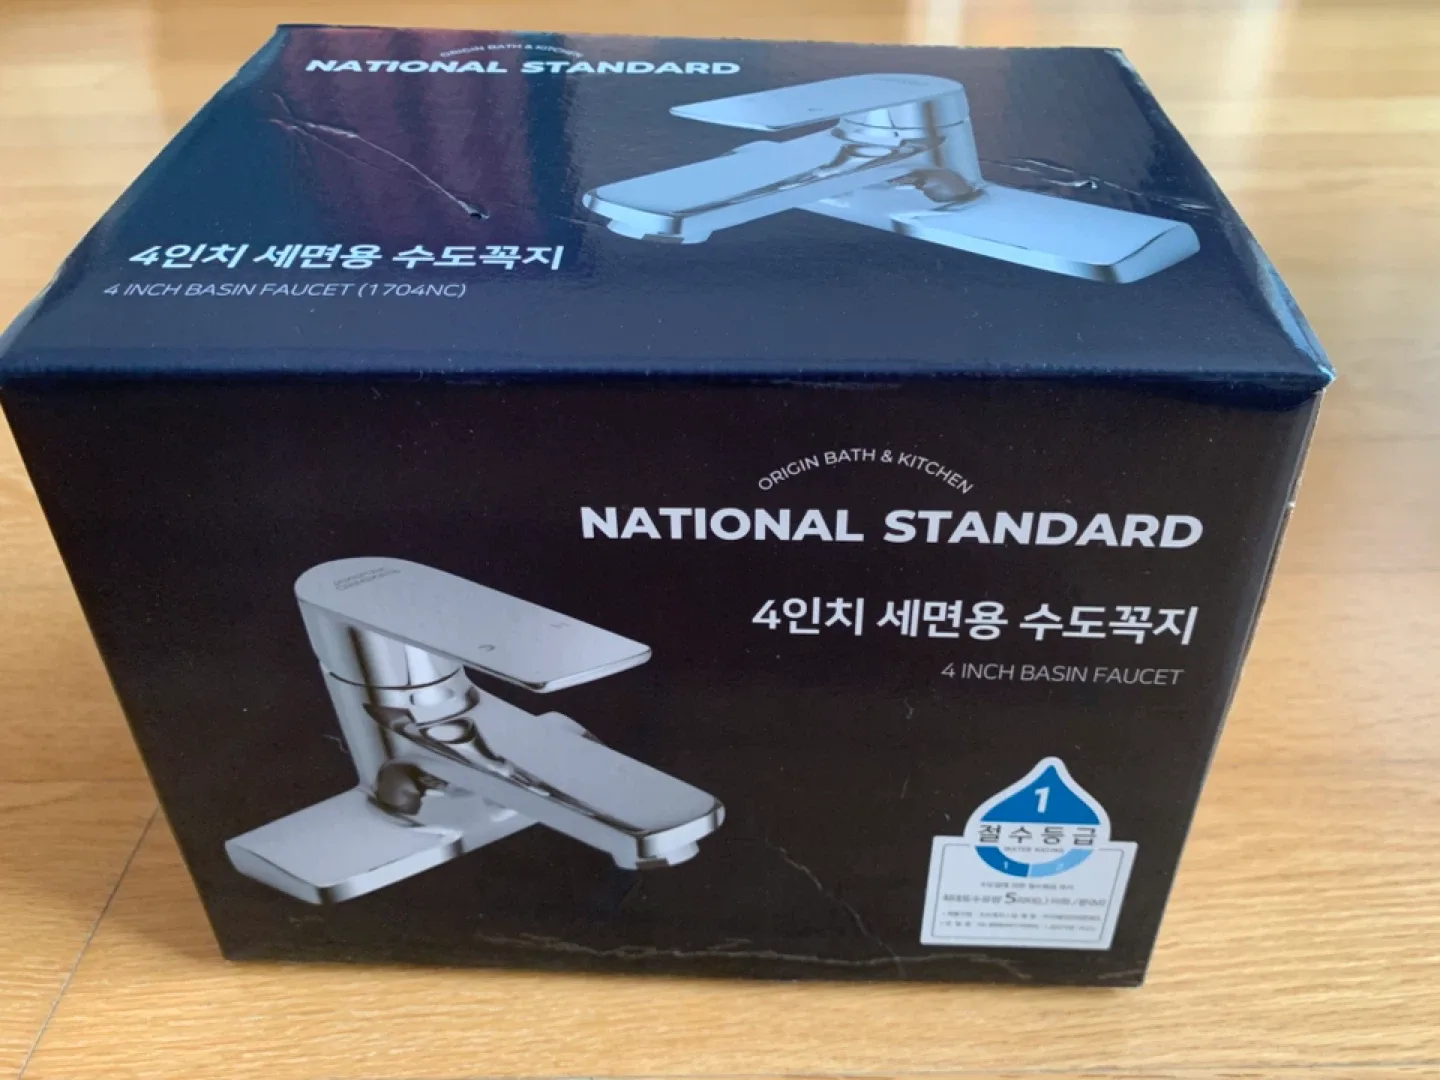 ORIGIN BATH & KITCHEN
NATIONAL STANDARD
4인치 세면용 수도꼭지
4 INCH BASIN FAUCET (1704NC)
ORIGIN BATH & KITCHEN
NATIONAL STANDARD
4인치 세면용 수도꼭지
4 INCH BASIN FAUCET
1
절수등급
WATER RATING
1 2